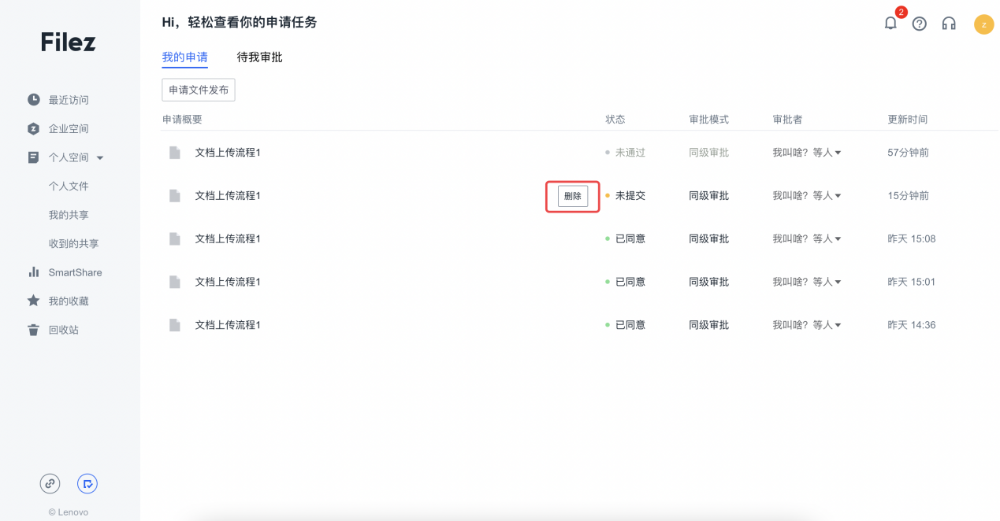 Filez
最近访问
企业空间
个人空间
个人文件
我的共享
收到的共享
SmartShare
我的收藏
回收站
© Lenovo
Hi，轻松查看你的申请任务
2
z
我的申请 待我审批
申请文件发布
申请概要 状态 审批模式 审批者 更新时间
文档上传流程1 未通过 同级审批 我叫啥? 等人 57分钟前
文档上传流程1 删除 未提交 同级审批 我叫啥? 等人 15分钟前
文档上传流程1 已同意 同级审批 我叫啥? 等人 昨天 15:08
文档上传流程1 已同意 同级审批 我叫啥? 等人 昨天 15:01
文档上传流程1 已同意 同级审批 我叫啥? 等人 昨天 14:36